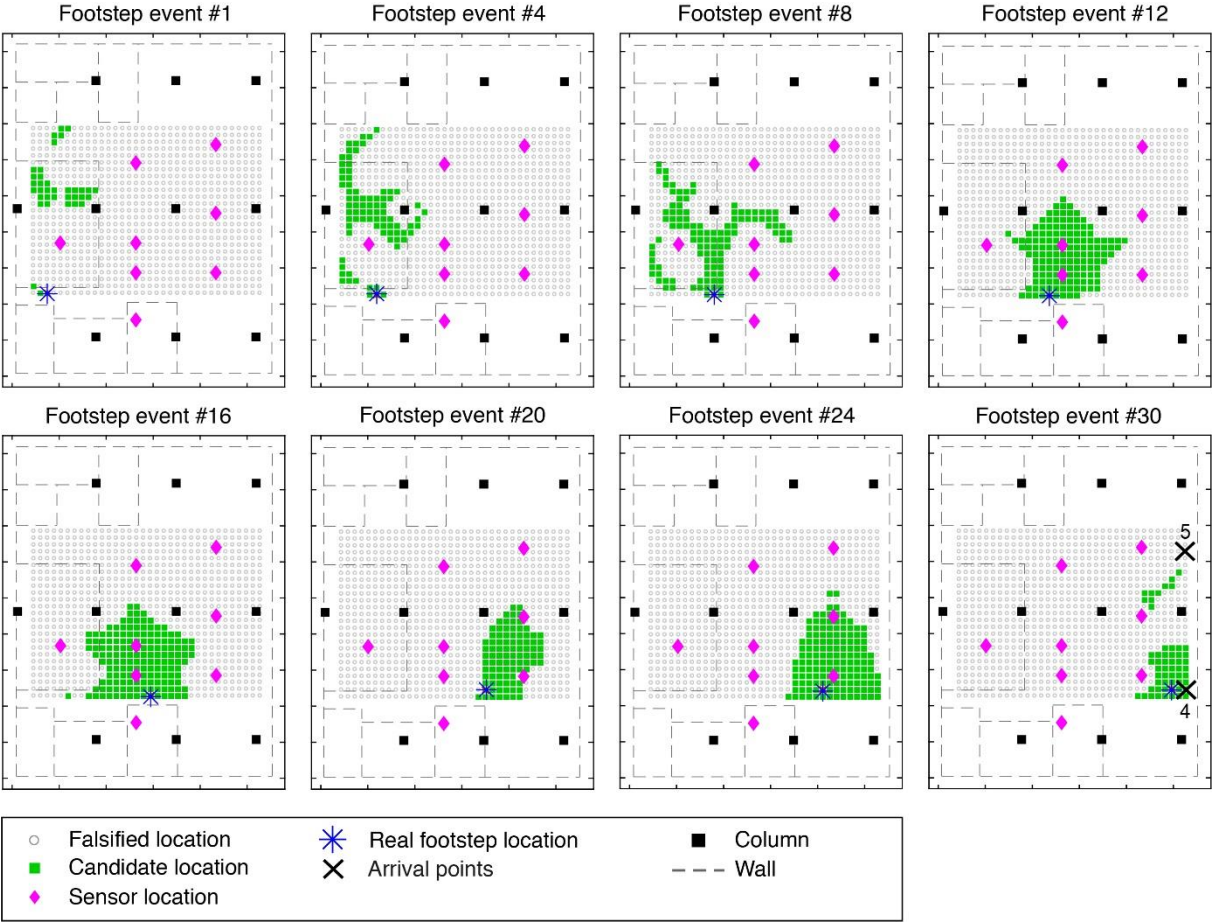 Footstep event #1
Footstep event #4
Footstep event #8
Footstep event #12
Footstep event #16
Footstep event #20
Footstep event #24
Footstep event #30
5
4
Falsified location
Real footstep location
Column
Candidate location
Arrival points
Wall
Sensor location